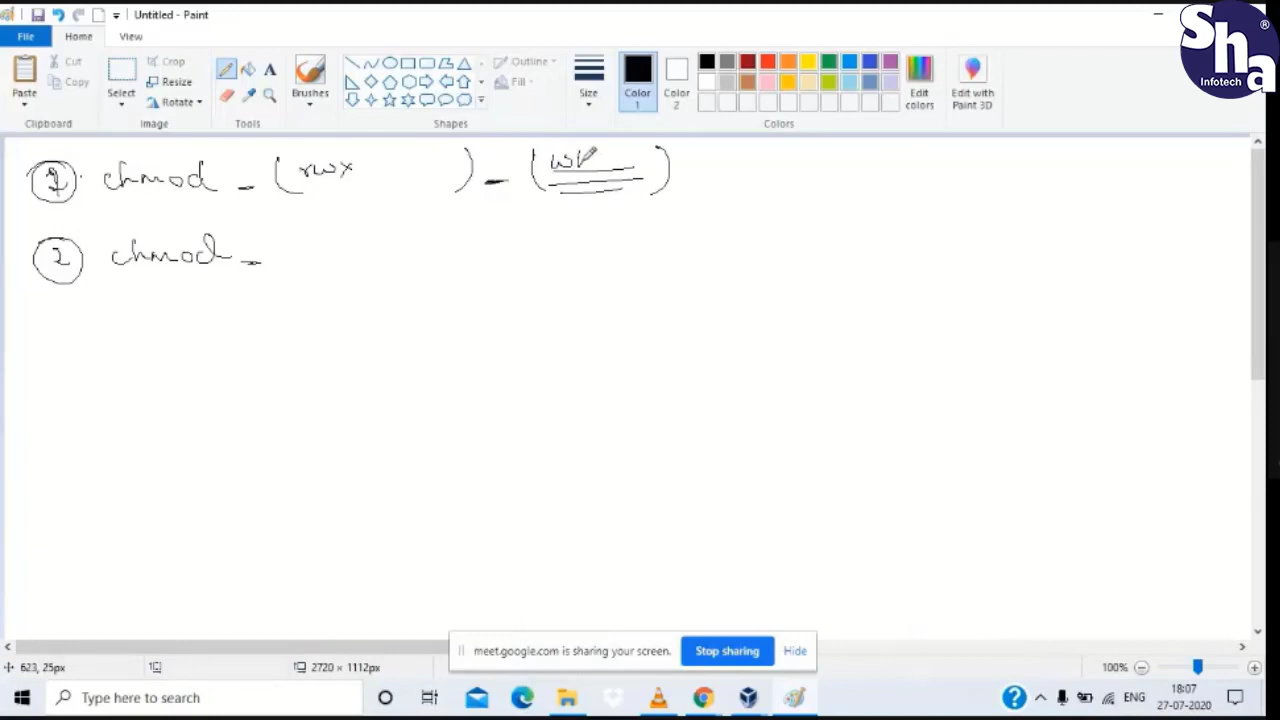 Untitled - Paint
File Home View
Paste
Cut
Copy
Clipboard
Select
Crop
Resize
Rotate
Image
Tools
Brushes
Shapes
Outline
Fill
Size
Color 1
Color 2
Colors
Edit colors
Edit with Paint 3D
Sha ®
Infotech
1 chmod - (rwx ) - ( )
2 chmod -
meet.google.com is sharing your screen. Stop sharing Hide
623, 25px
2720 × 1112px
100%
Type here to search
ENG
18:07
27-07-2020